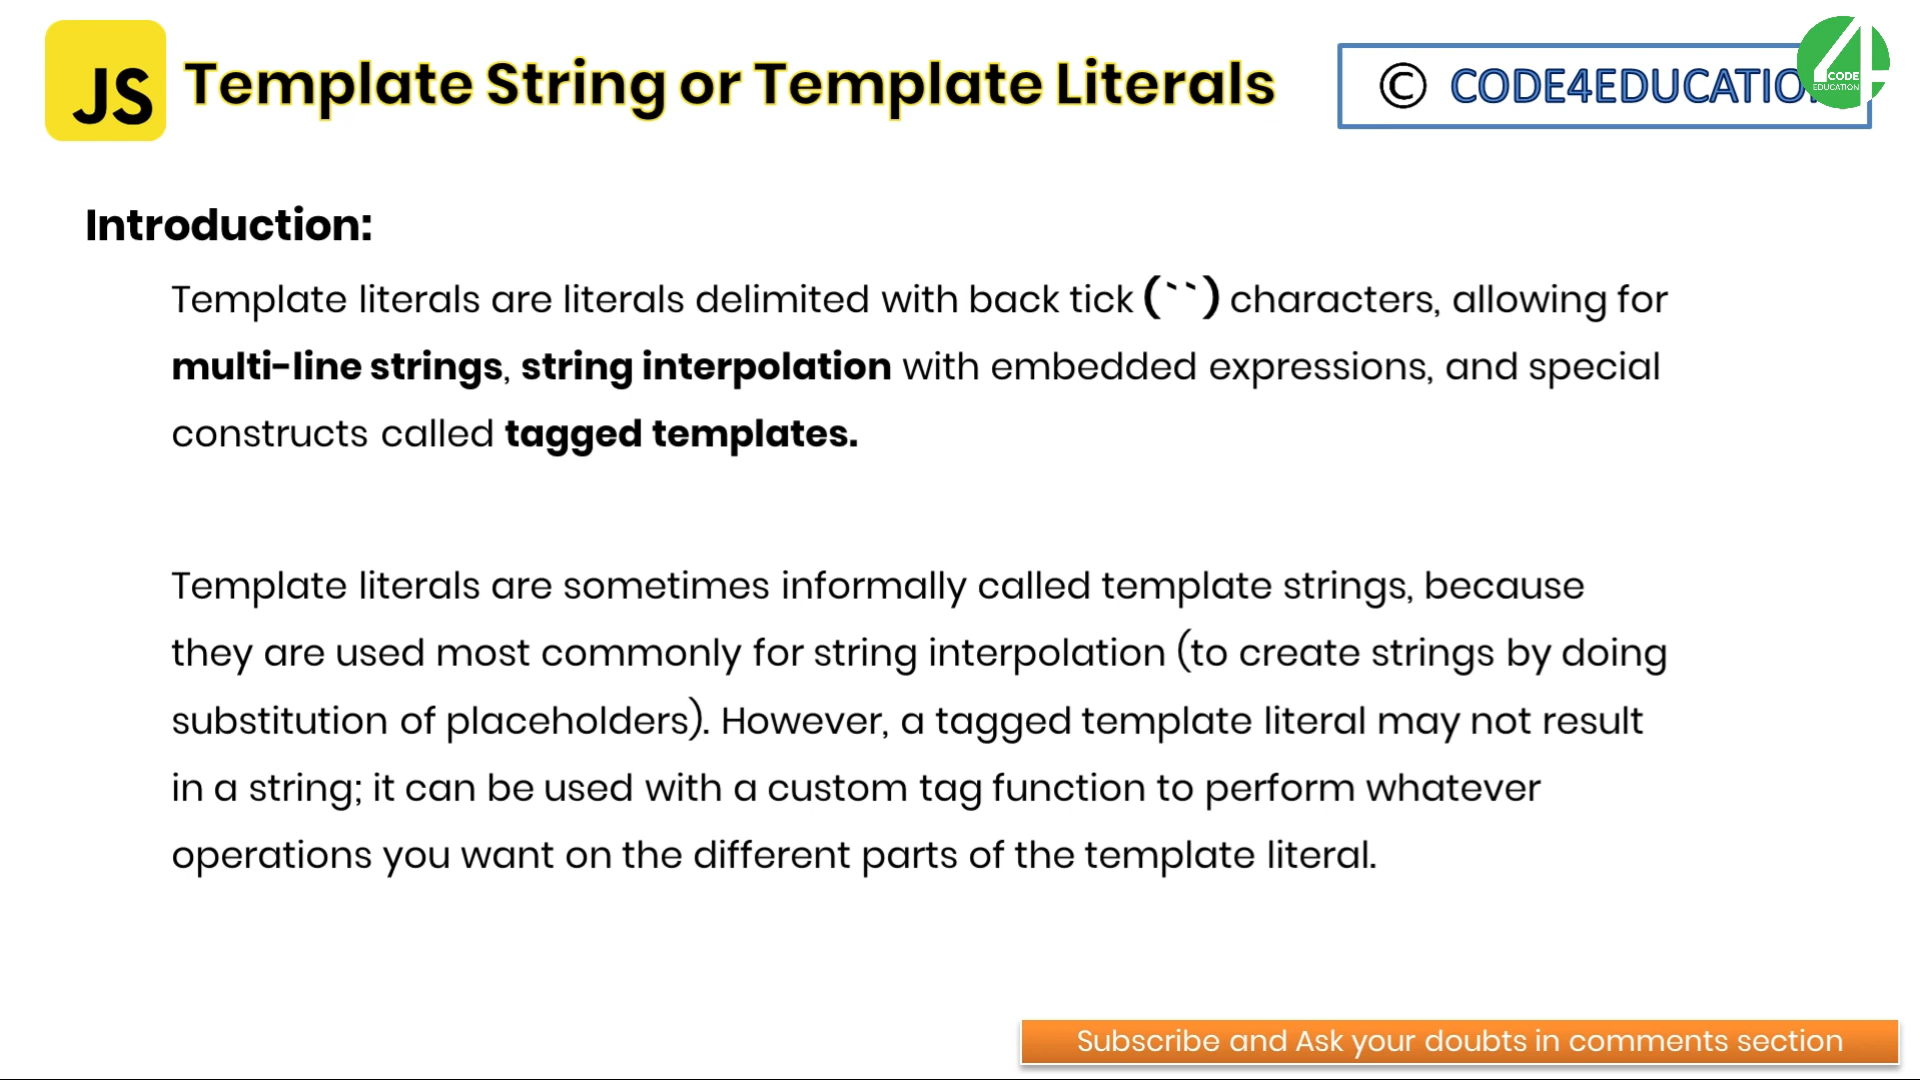 JS Template String or Template Literals
© CODE4EDUCATIO
CODE
EDUCATION
4
Introduction:
Template literals are literals delimited with back tick (``) characters, allowing for
multi-line strings, string interpolation with embedded expressions, and special
constructs called tagged templates.
Template literals are sometimes informally called template strings, because
they are used most commonly for string interpolation (to create strings by doing
substitution of placeholders). However, a tagged template literal may not result
in a string; it can be used with a custom tag function to perform whatever
operations you want on the different parts of the template literal.
Subscribe and Ask your doubts in comments section